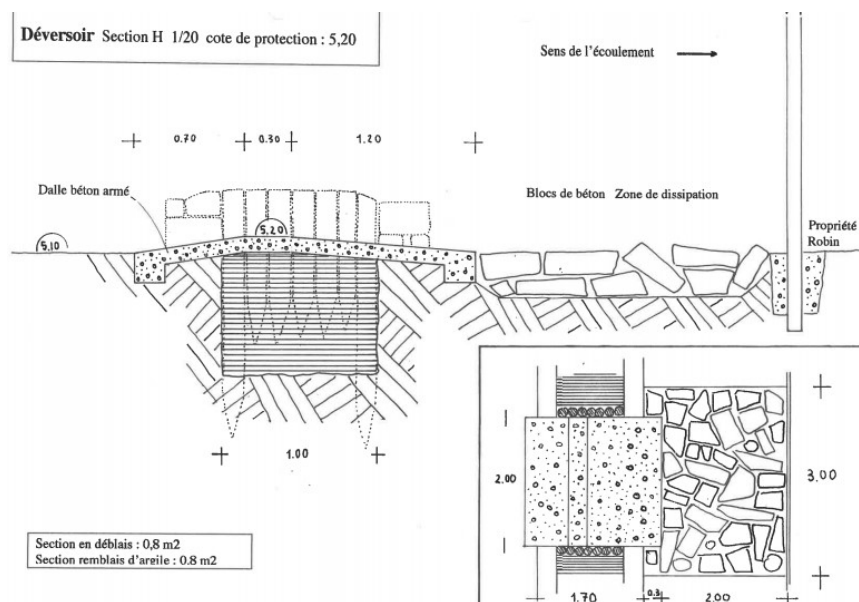 Déversoir Section H 1/20 cote de protection : 5,20
Sens de l'écoulement
0.70 0.30 1.20
Dalle béton armé
Blocs de béton Zone de dissipation
5.10
5.20
Propriété
Robin
1.00
2.00
3.00
Section en déblais : 0,8 m2
Section remblais d'argile : 0.8 m2
1.70 0.3 2.00